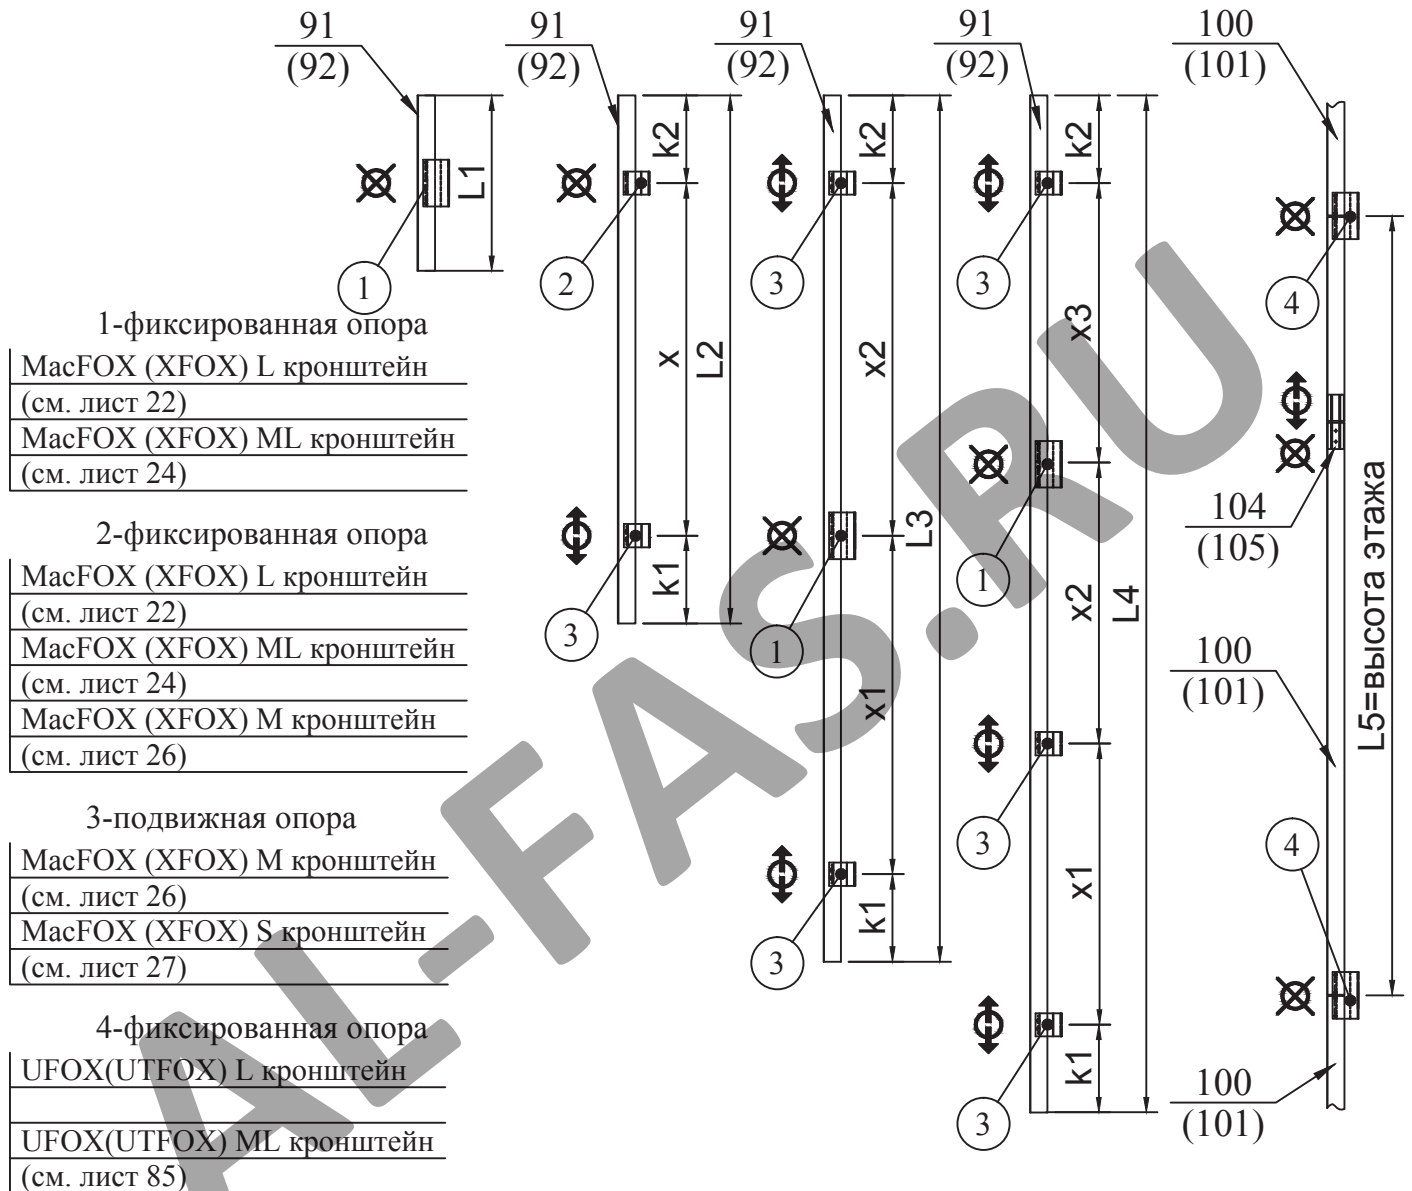 91
(92)
91
(92)
91
(92)
91
(92)
100
(101)
L1
k2
k2
k2
1
2
3
3
4
1-фиксированная опора
MacFOX (XFOX) L кронштейн
(см. лист 22)
MacFOX (XFOX) ML кронштейн
(см. лист 24)
x
L2
x2
x3
L3
104
(105)
L5=высота этажа
2-фиксированная опора
MacFOX (XFOX) L кронштейн
(см. лист 22)
MacFOX (XFOX) ML кронштейн
(см. лист 24)
MacFOX (XFOX) M кронштейн
(см. лист 26)
k1
3
1
1
x1
x2
L4
100
(101)
3-подвижная опора
MacFOX (XFOX) M кронштейн
(см. лист 26)
MacFOX (XFOX) S кронштейн
(см. лист 27)
k1
3
3
x1
4
4-фиксированная опора
UFOX(UTFOX) L кронштейн
UFOX(UTFOX) ML кронштейн
(см. лист 85)
k1
3
100
(101)
AL-FAS.RU